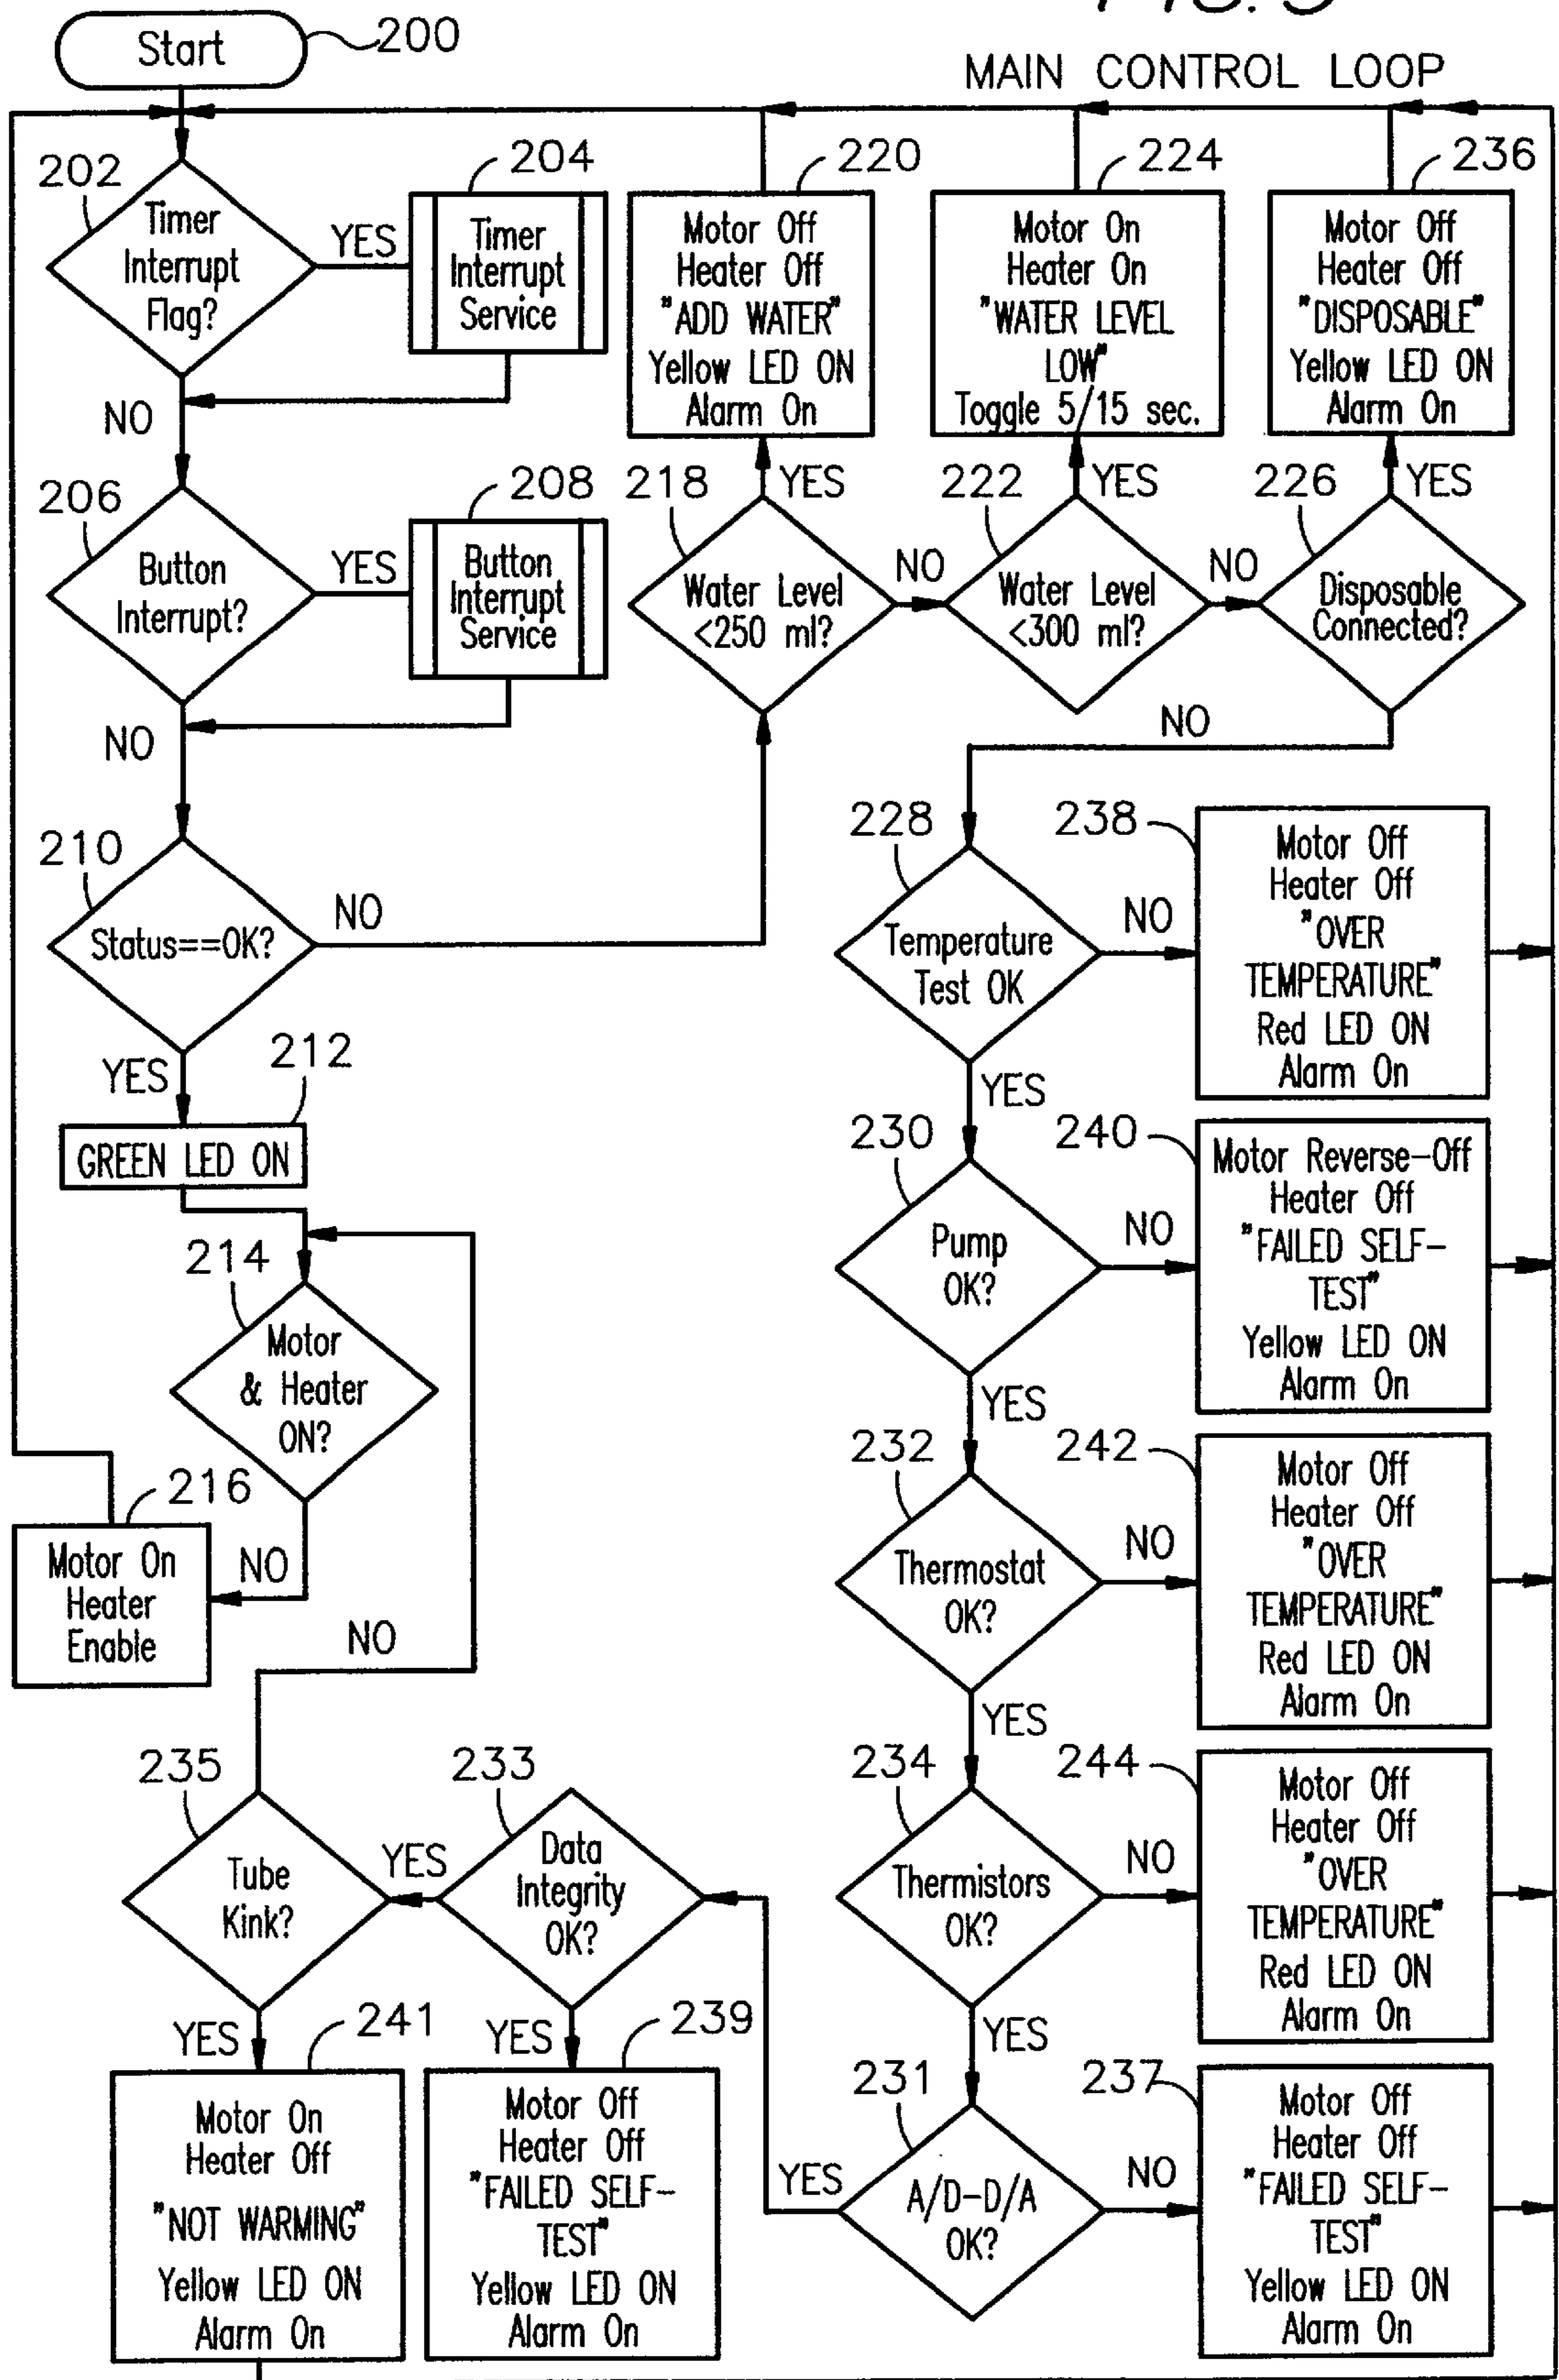 Start
200
MAIN CONTROL LOOP
202
Timer
Interrupt
Flag?
YES
204
Timer
Interrupt
Service
NO
220
Motor Off
Heater Off
"ADD WATER"
Yellow LED ON
Alarm On
224
Motor On
Heater On
"WATER LEVEL
LOW"
Toggle 5/15 sec.
236
Motor Off
Heater Off
"DISPOSABLE"
Yellow LED ON
Alarm On
206
Button
Interrupt?
YES
208
Button
Interrupt
Service
NO
218
YES
Water Level
<250 ml?
NO
222
YES
Water Level
<300 ml?
NO
226
YES
Disposable
Connected?
NO
210
Status==OK?
NO
YES
212
GREEN LED ON
214
Motor
& Heater
ON?
216
NO
Motor On
Heater
Enable
NO
228
Temperature
Test OK
NO
238
Motor Off
Heater Off
"OVER
TEMPERATURE"
Red LED ON
Alarm On
YES
230
Pump
OK?
NO
240
Motor Reverse-Off
Heater Off
"FAILED SELF-
TEST"
Yellow LED ON
Alarm On
YES
232
Thermostat
OK?
NO
242
Motor Off
Heater Off
"OVER
TEMPERATURE"
Red LED ON
Alarm On
YES
234
Thermistors
OK?
NO
244
Motor Off
Heater Off
"OVER
TEMPERATURE"
Red LED ON
Alarm On
YES
231
A/D-D/A
OK?
NO
237
Motor Off
Heater Off
"FAILED SELF-
TEST"
Yellow LED ON
Alarm On
YES
233
Data
Integrity
OK?
YES
YES
239
Motor Off
Heater Off
"FAILED SELF-
TEST"
Yellow LED ON
Alarm On
235
Tube
Kink?
YES
241
Motor On
Heater Off
"NOT WARMING"
Yellow LED ON
Alarm On